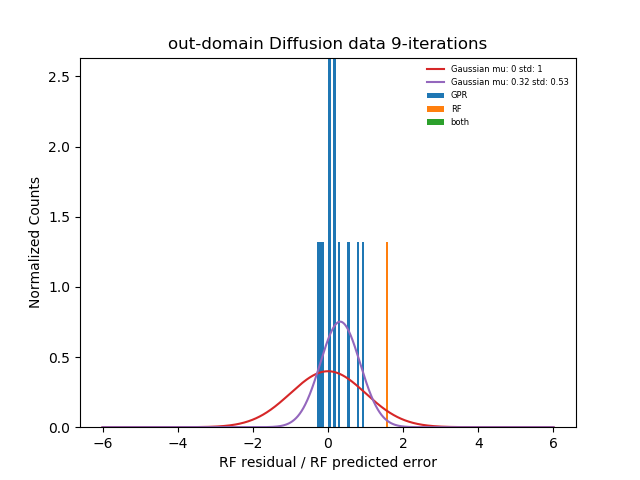 out-domain Diffusion data 9-iterations
Gaussian mu: 0 std: 1
Gaussian mu: 0.32 std: 0.53
GPR
RF
both
Normalized Counts
2.5
2.0
1.5
1.0
0.5
0.0
−6 −4 −2 0 2 4 6
RF residual / RF predicted error